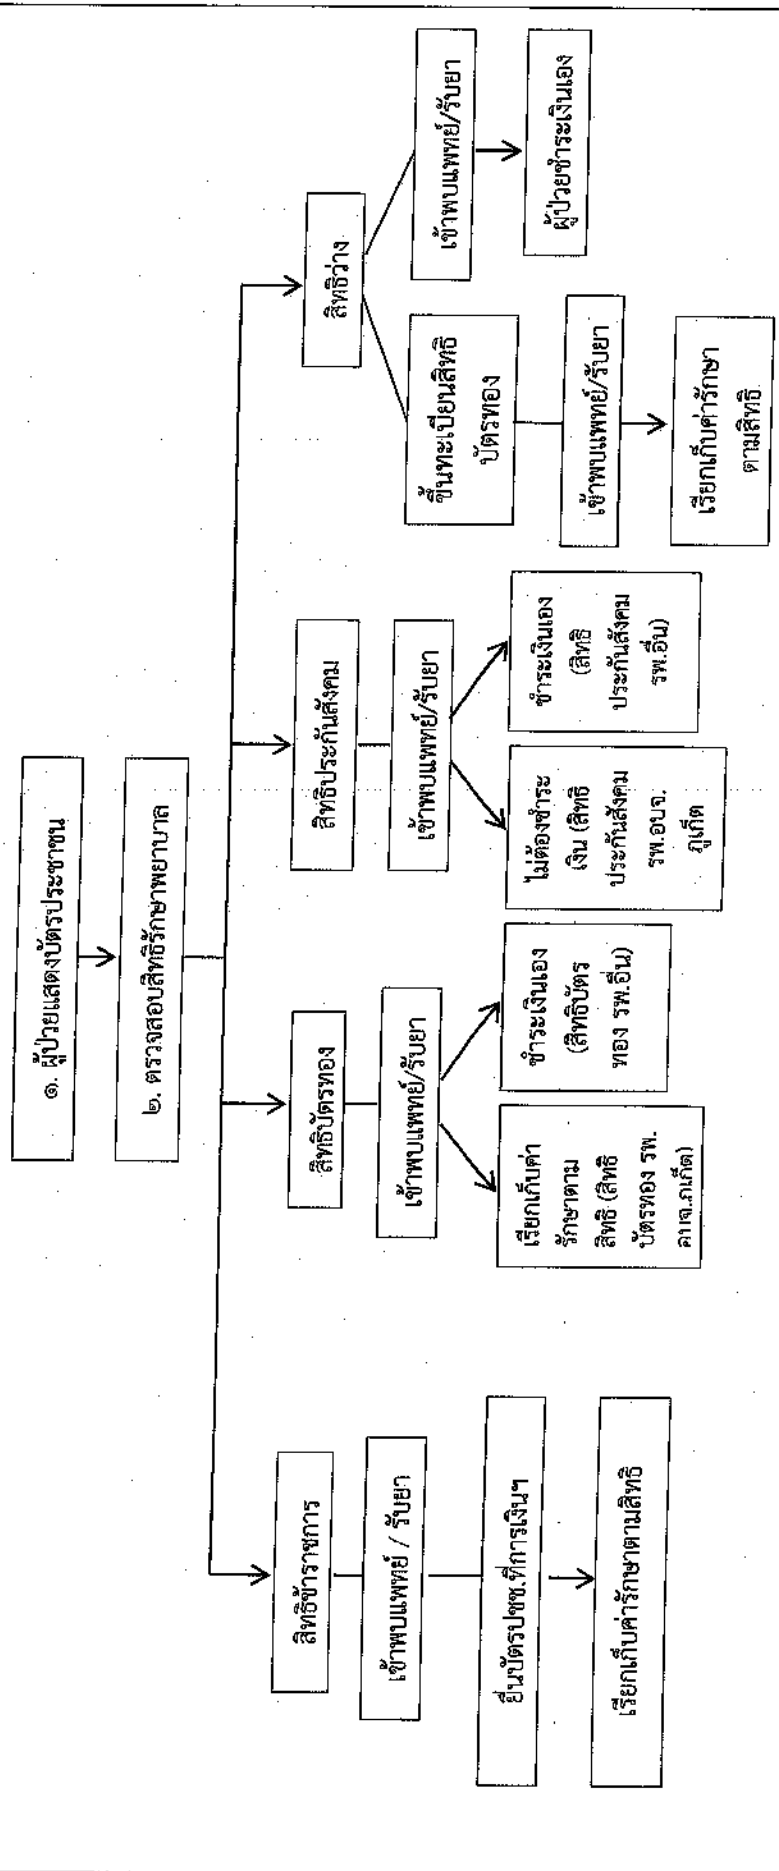 ๑. ผู้ป่วยแสดงบัตรประชาชน
๒. ตรวจสอบสิทธิรักษาพยาบาล
สิทธิข้าราชการ
เข้าพบแพทย์ / รับยา
ยื่นบัตรปชช.ที่การเงินฯ
เรียกเก็บค่ารักษาตามสิทธิ
สิทธิบัตรทอง
เข้าพบแพทย์/รับยา
เรียกเก็บค่า
รักษาตาม
สิทธิ (สิทธิ
บัตรทอง รพ.
อบจ.ภูเก็ต)
ชำระเงินเอง
(สิทธิบัตร
ทอง รพ.อื่น)
สิทธิประกันสังคม
เข้าพบแพทย์/รับยา
ไม่ต้องชำระ
เงิน (สิทธิ
ประกันสังคม
รพ.อบจ.
ภูเก็ต
ชำระเงินเอง
(สิทธิ
ประกันสังคม
รพ.อื่น)
สิทธิว่าง
ขึ้นทะเบียนสิทธิ
บัตรทอง
เข้าพบแพทย์/รับยา
เรียกเก็บค่ารักษา
ตามสิทธิ
เข้าพบแพทย์/รับยา
ผู้ป่วยชำระเงินเอง